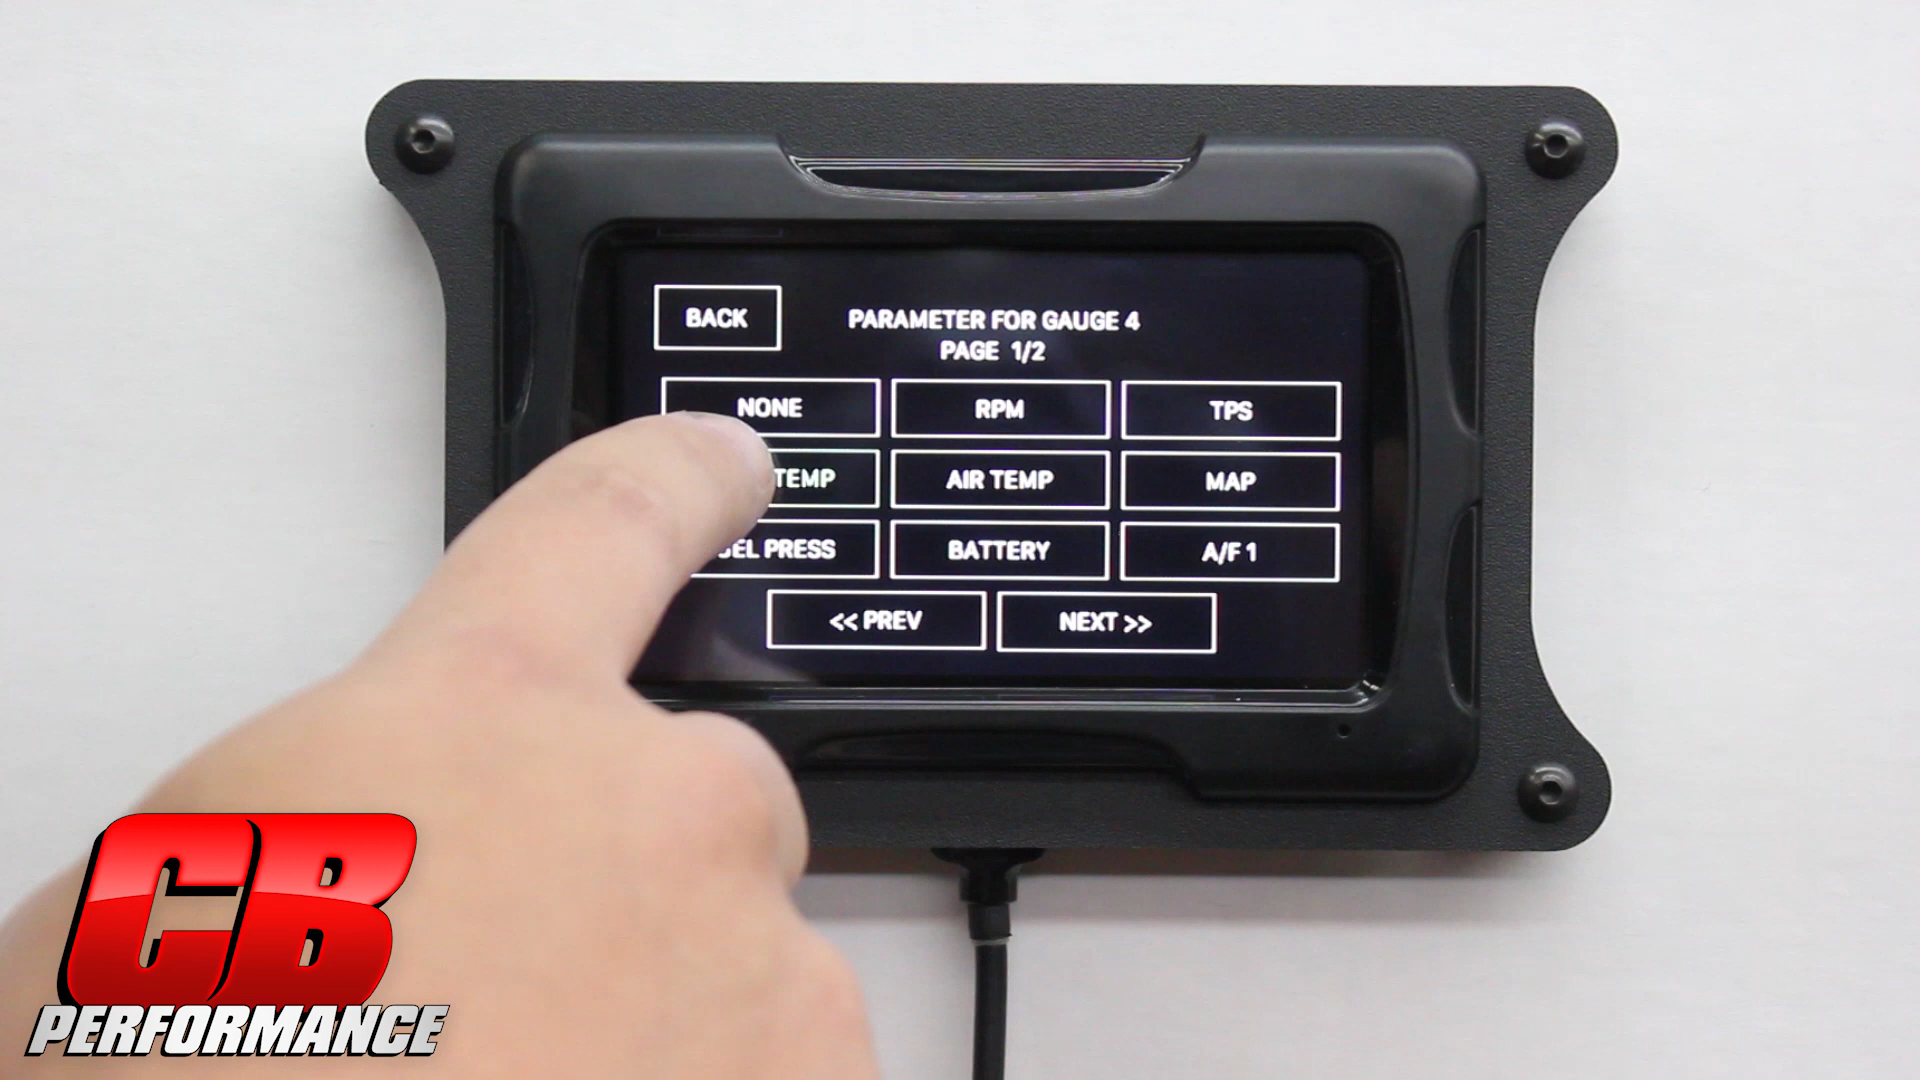 BACK
PARAMETER FOR GAUGE 4
PAGE 1/2
NONE
RPM
TPS
TEMP
AIR TEMP
MAP
PRESS
BATTERY
A/F 1
<< PREV
NEXT >>
CB
PERFORMANCE